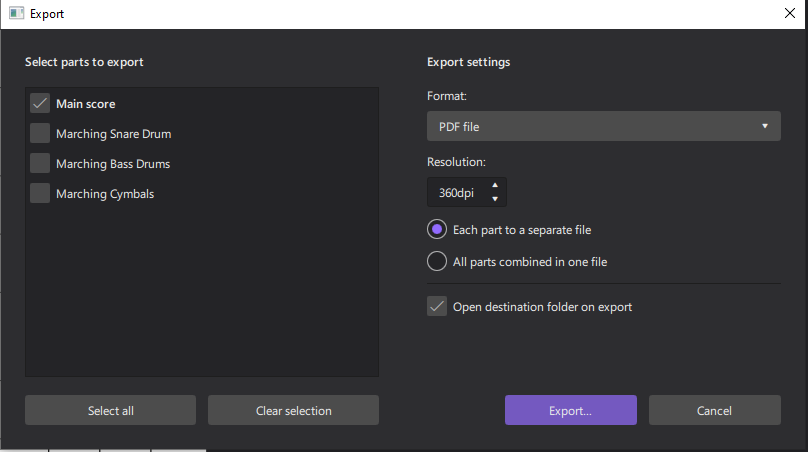 Export
Select parts to export
Main score
Marching Snare Drum
Marching Bass Drums
Marching Cymbals
Select all
Clear selection
Export settings
Format:
PDF file
Resolution:
360dpi
Each part to a separate file
All parts combined in one file
Open destination folder on export
Export...
Cancel